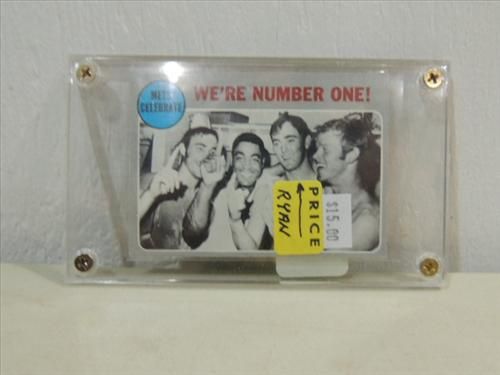 METS
CELEBRATE
WE'RE NUMBER ONE!
PRICE
RYAN
$15.00